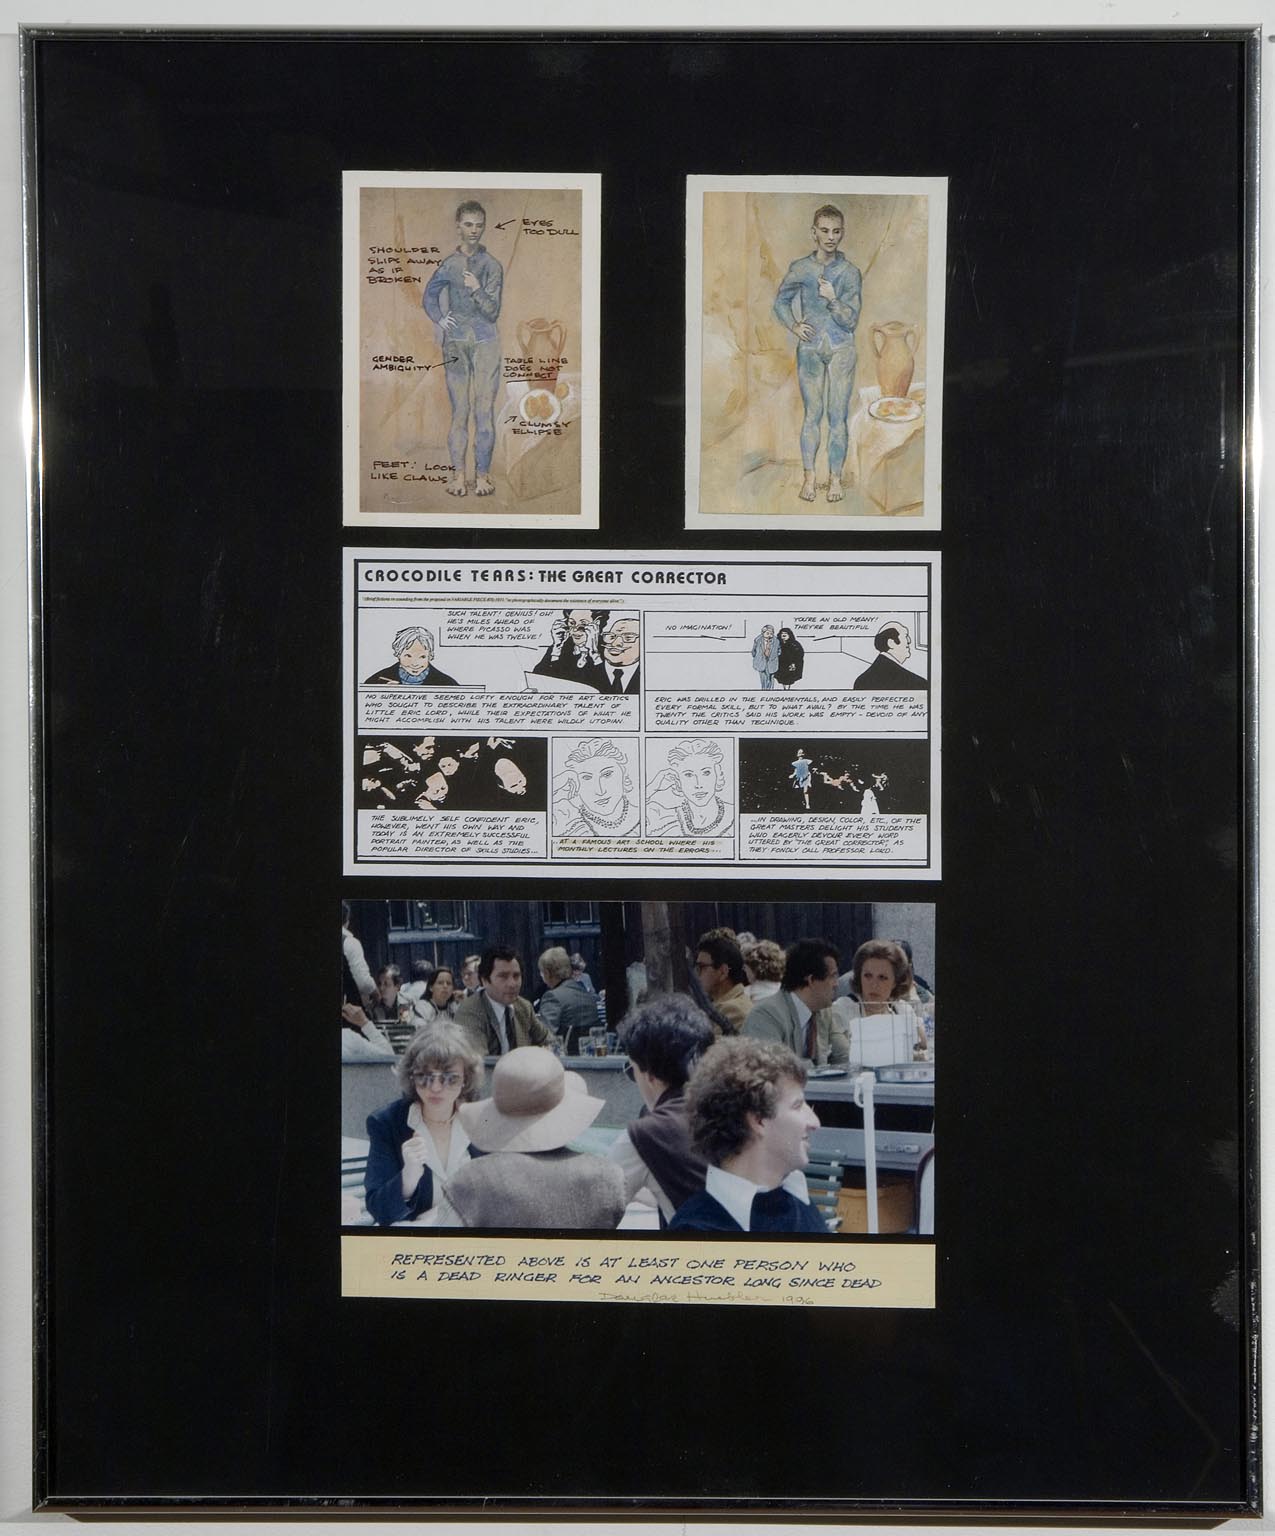 EYES
TOO DULL
SHOULDER
SLIPS AWAY
AS IF
BROKEN
GENDER
AMBIGUITY
TABLE LINE
DOES NOT
CONNECT
CLUMSY
ELLIPSE
FEET: LOOK
LIKE CLAWS
CROCODILE TEARS: THE GREAT CORRECTOR
SUCH TALENT! GENIUS! OH!
HE'S MILES AHEAD OF
WHERE PICASSO WAS
WHEN HE WAS TWELVE!
NO SUPERLATIVE SEEMED LOFTY ENOUGH FOR THE ART CRITICS
WHO SOUGHT TO DESCRIBE THE EXTRAORDINARY TALENT OF
LITTLE ERIC LORD, WHILE THEIR EXPECTATIONS OF WHAT HE
MIGHT ACCOMPLISH WITH HIS TALENT WERE WILDLY UTOPIAN.
NO IMAGINATION!
YOU'RE AN OLD MEANY!
THEY'RE BEAUTIFUL
ERIC WAS DRILLED IN THE FUNDAMENTALS, AND EASILY PERFECTED
EVERY FORMAL SKILL, BUT TO WHAT AVAIL? BY THE TIME HE WAS
TWENTY THE CRITICS SAID HIS WORK WAS EMPTY - DEVOID OF ANY
QUALITY OTHER THAN TECHNIQUE.
THE SUBLIMELY SELF CONFIDENT ERIC,
HOWEVER, WENT HIS OWN WAY AND
TODAY IS AN EXTREMELY SUCCESSFUL
PORTRAIT PAINTER, AS WELL AS THE
POPULAR DIRECTOR OF SKILLS STUDIES...
...AT A FAMOUS ART SCHOOL WHERE HIS
MONTHLY LECTURES ON THE ERRORS...
...IN DRAWING, DESIGN, COLOR, ETC., OF THE
GREAT MASTERS DELIGHT HIS STUDENTS
WHO EAGERLY DEVOUR EVERY WORD
UTTERED BY "THE GREAT CORRECTOR", AS
THEY FONDLY CALL PROFESSOR LORD.
REPRESENTED ABOVE IS AT LEAST ONE PERSON WHO
IS A DEAD RINGER FOR AN ANCESTOR LONG SINCE DEAD
Douglas Huebler 1996